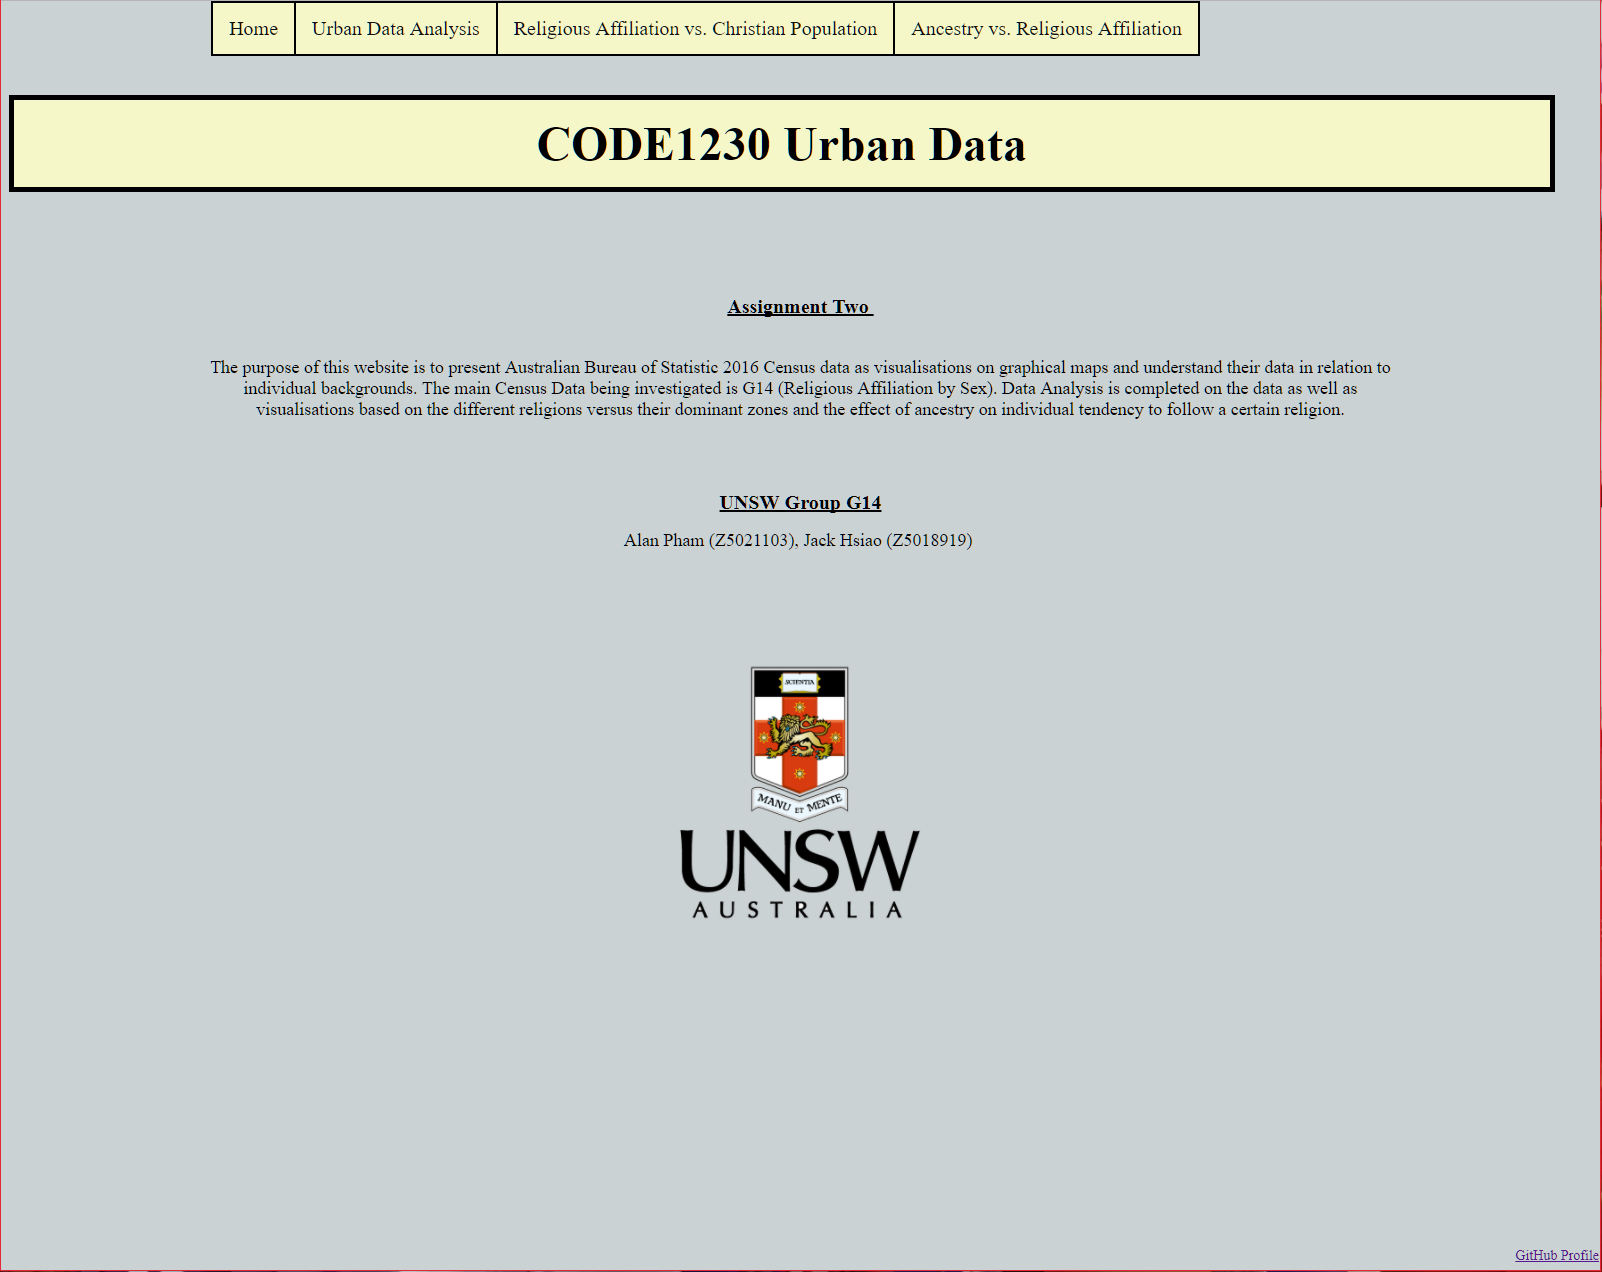 Home Urban Data Analysis Religious Affiliation vs. Christian Population Ancestry vs. Religious Affiliation
CODE1230 Urban Data
Assignment Two
The purpose of this website is to present Australian Bureau of Statistic 2016 Census data as visualisations on graphical maps and understand their data in relation to
individual backgrounds. The main Census Data being investigated is G14 (Religious Affiliation by Sex). Data Analysis is completed on the data as well as
visualisations based on the different religions versus their dominant zones and the effect of ancestry on individual tendency to follow a certain religion.
UNSW Group G14
Alan Pham (Z5021103), Jack Hsiao (Z5018919)
SCIENTIA
MANU ET MENTE
UNSW
AUSTRALIA
GitHub Profile